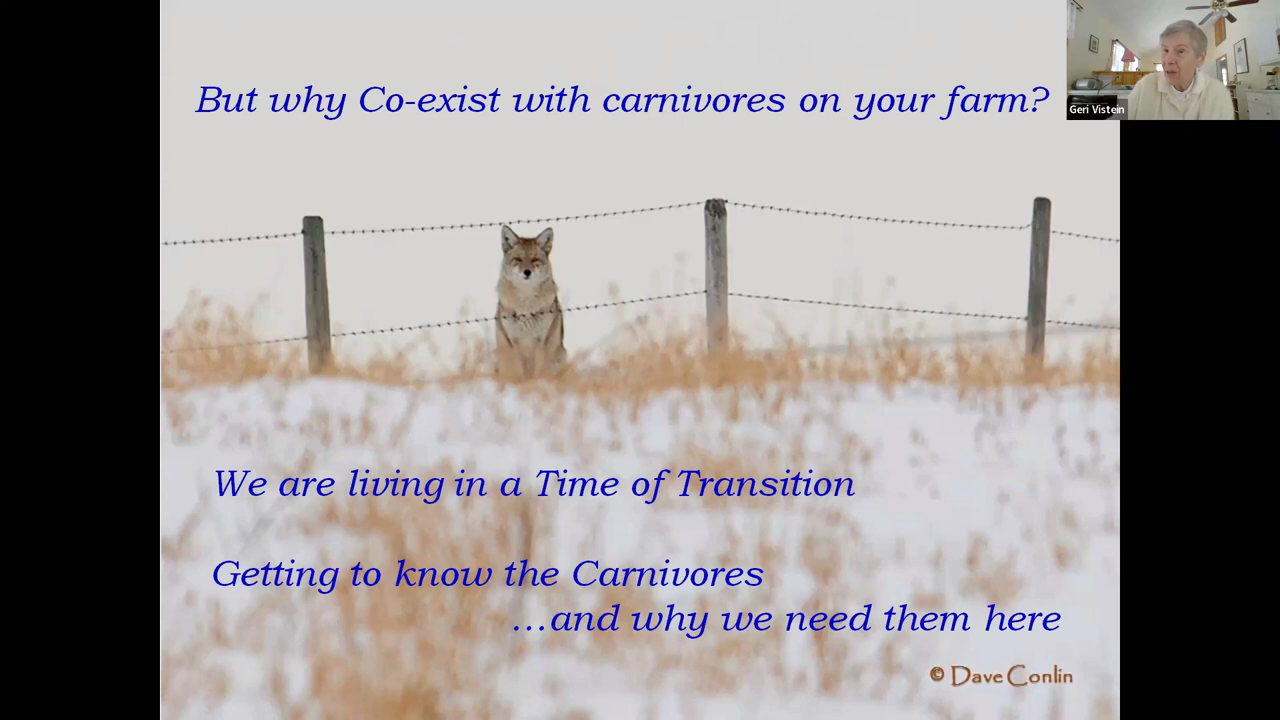 But why Co-exist with carnivores on your farm?
Geri Vistein
We are living in a Time of Transition
Getting to know the Carnivores
...and why we need them here
© Dave Conlin